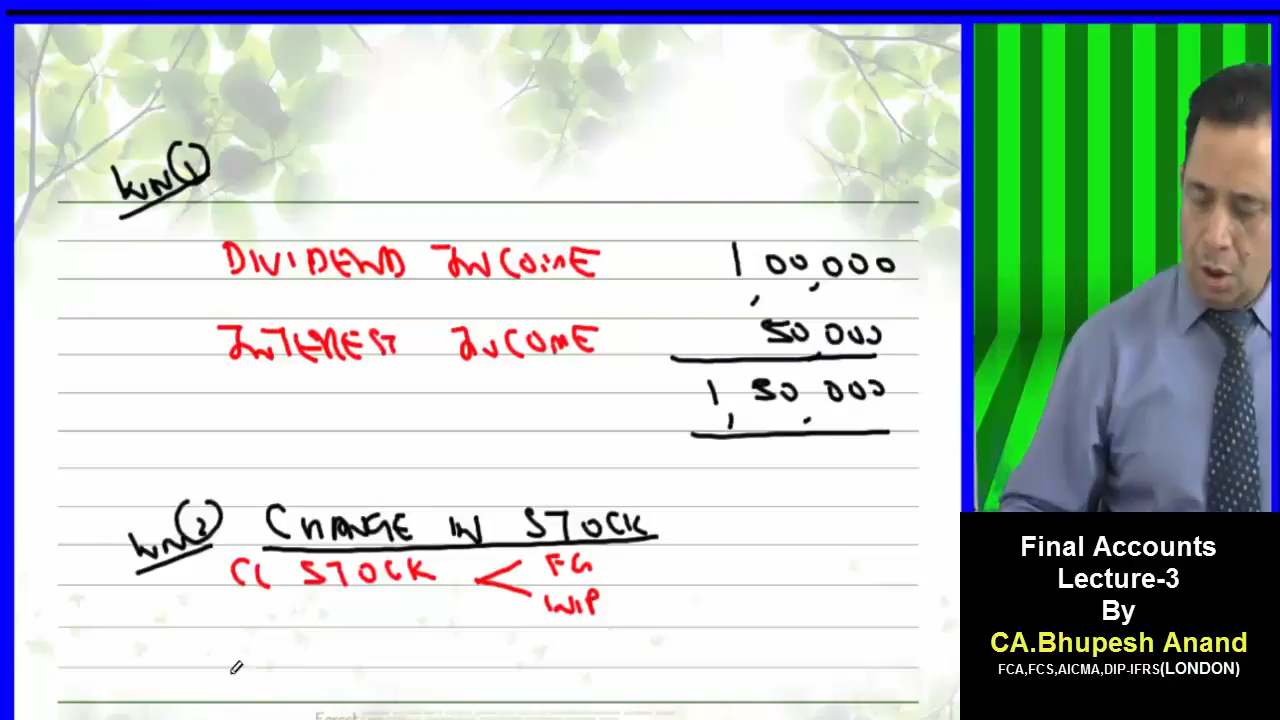 WN(1)
DIVIDEND INCOME 1,00,000
INTEREST INCOME 50,000
1,50,000
WN(2) CHANGE IN STOCK
CL STOCK < FG
WIP
Final Accounts
Lecture-3
By
CA.Bhupesh Anand
FCA,FCS,AICMA,DIP-IFRS(LONDON)